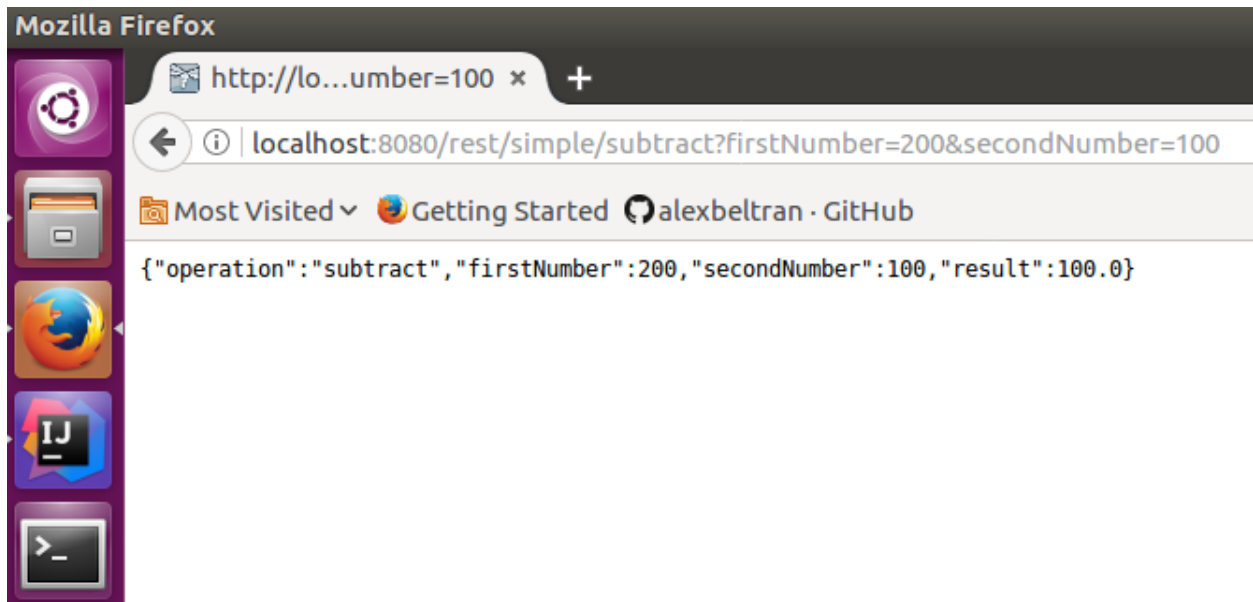 Mozilla Firefox
http://lo...umber=100 × +
localhost:8080/rest/simple/subtract?firstNumber=200&secondNumber=100
Most Visited Getting Started alexbeltran · GitHub
{"operation":"subtract","firstNumber":200,"secondNumber":100,"result":100.0}
IJ
>_